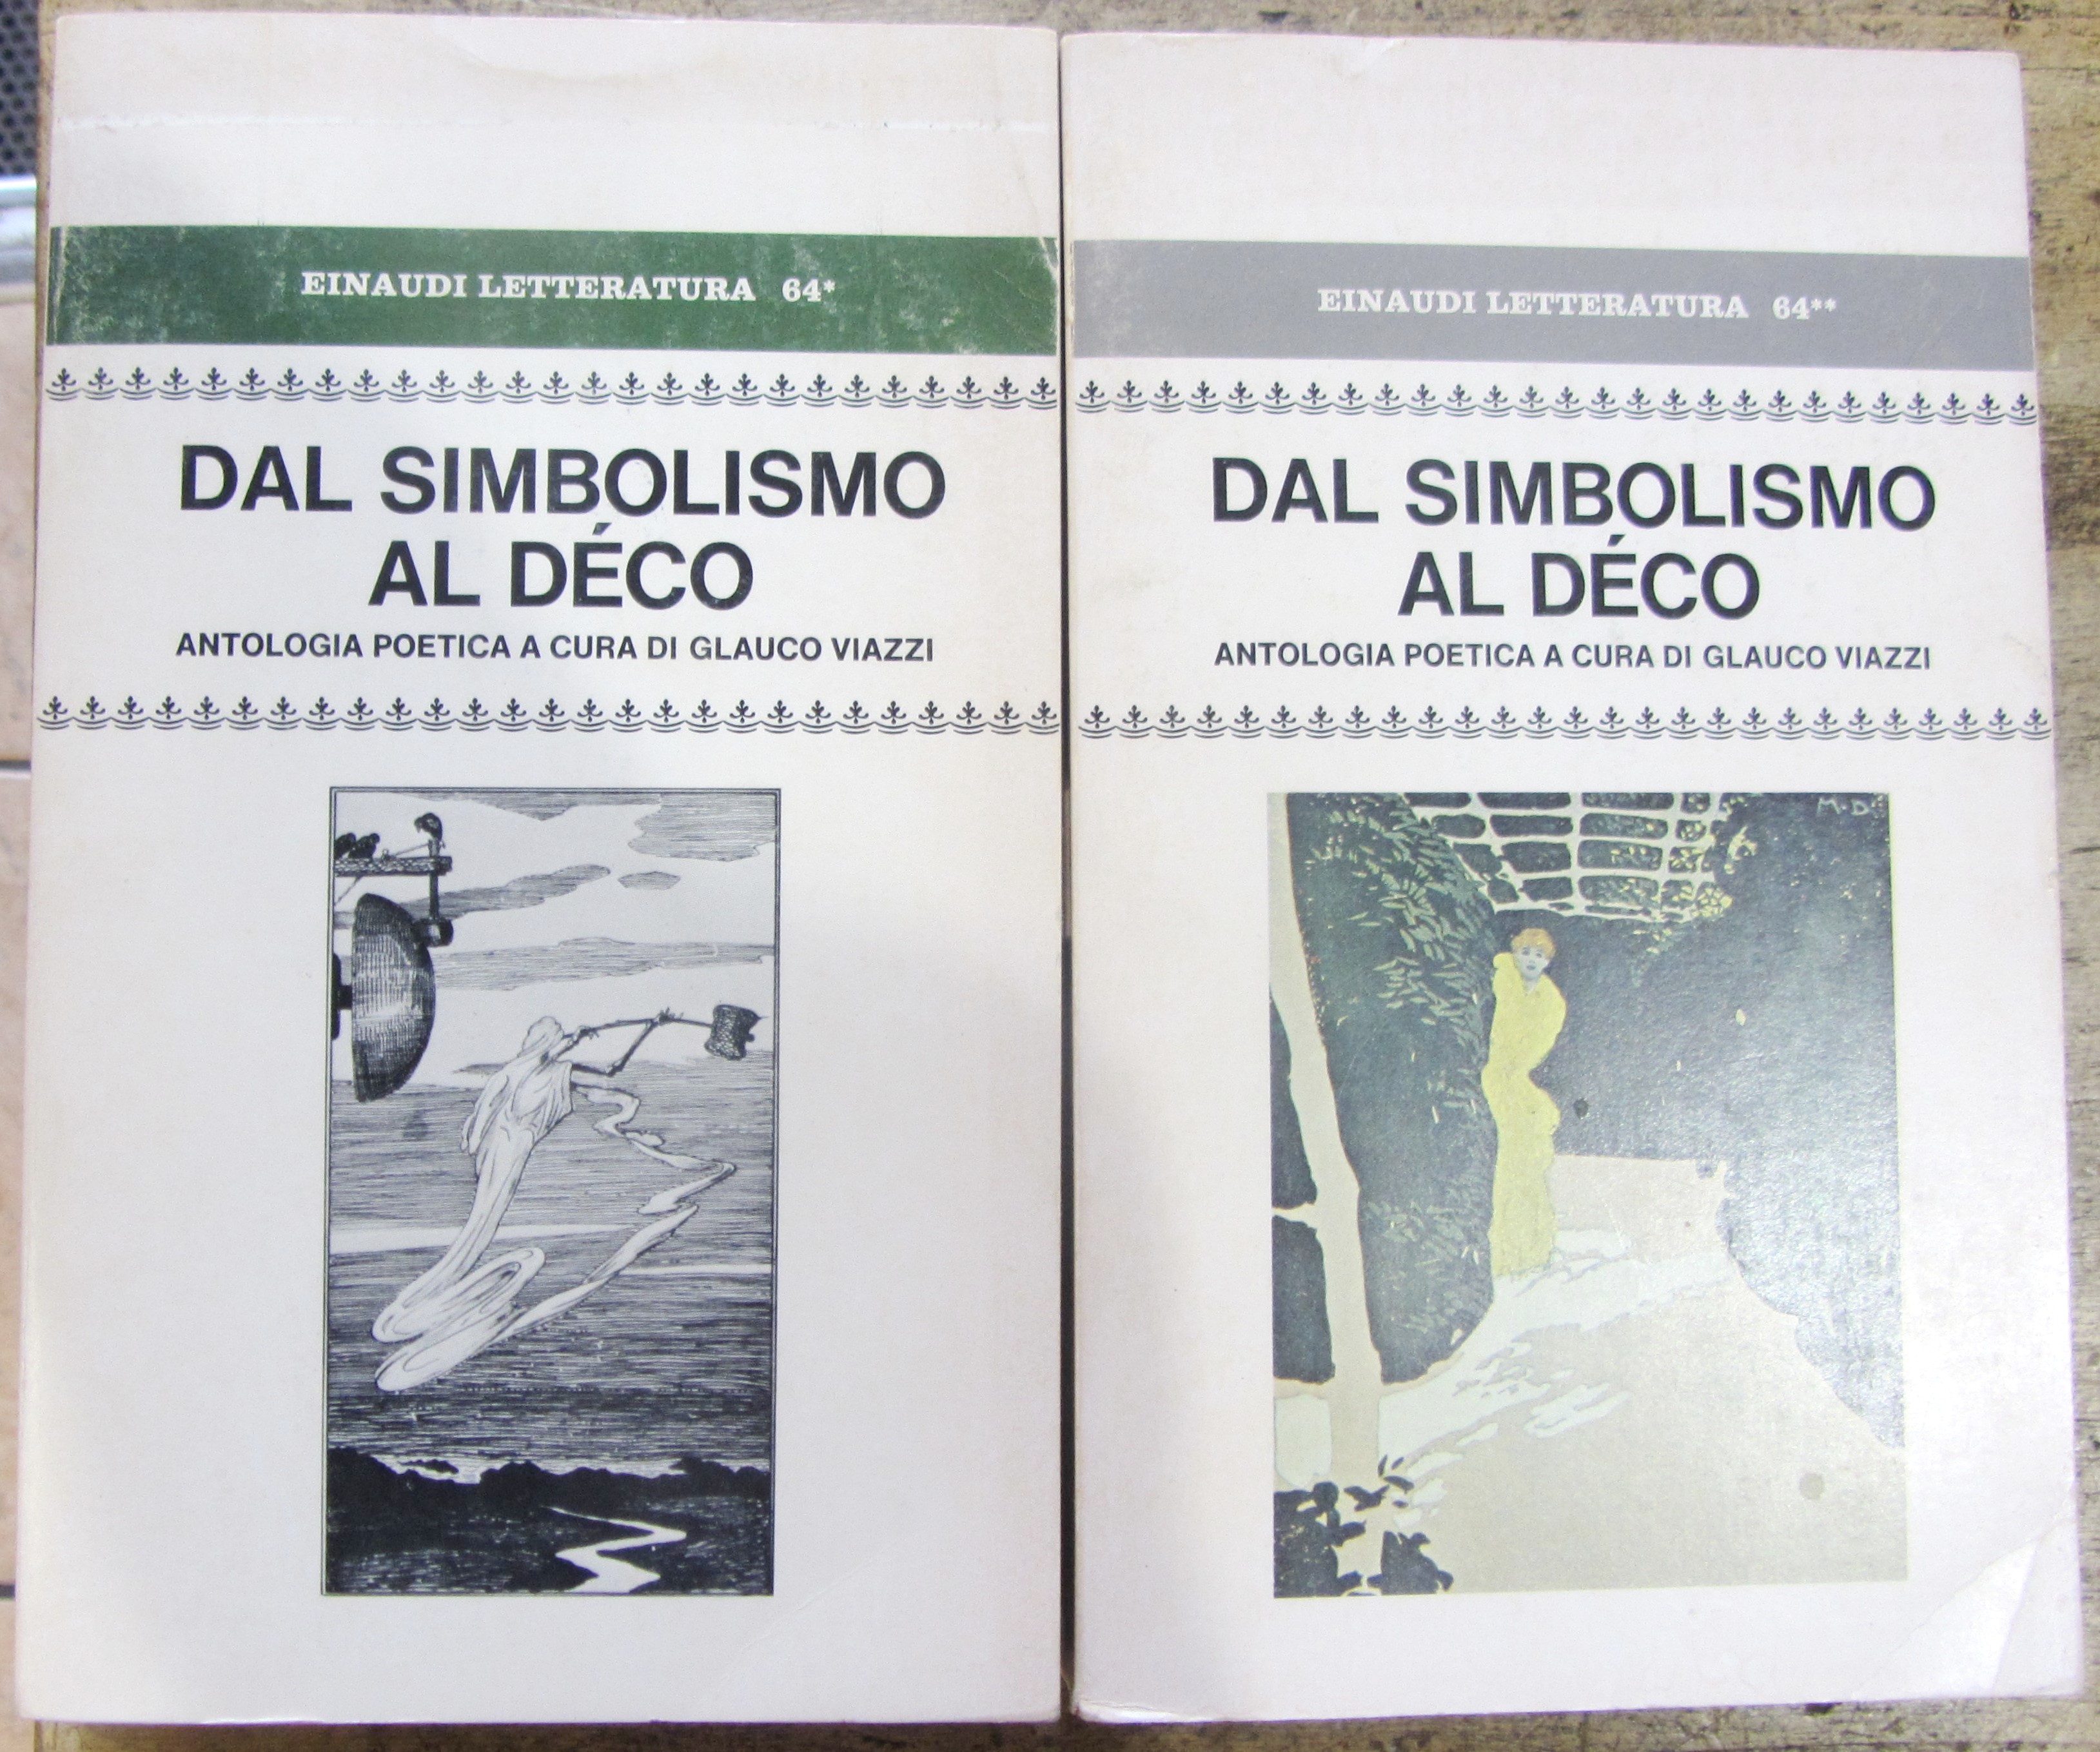 EINAUDI LETTERATURA 64*
DAL SIMBOLISMO
AL DÉCO
ANTOLOGIA POETICA A CURA DI GLAUCO VIAZZI
EINAUDI LETTERATURA 64**
DAL SIMBOLISMO
AL DÉCO
ANTOLOGIA POETICA A CURA DI GLAUCO VIAZZI
M.D.